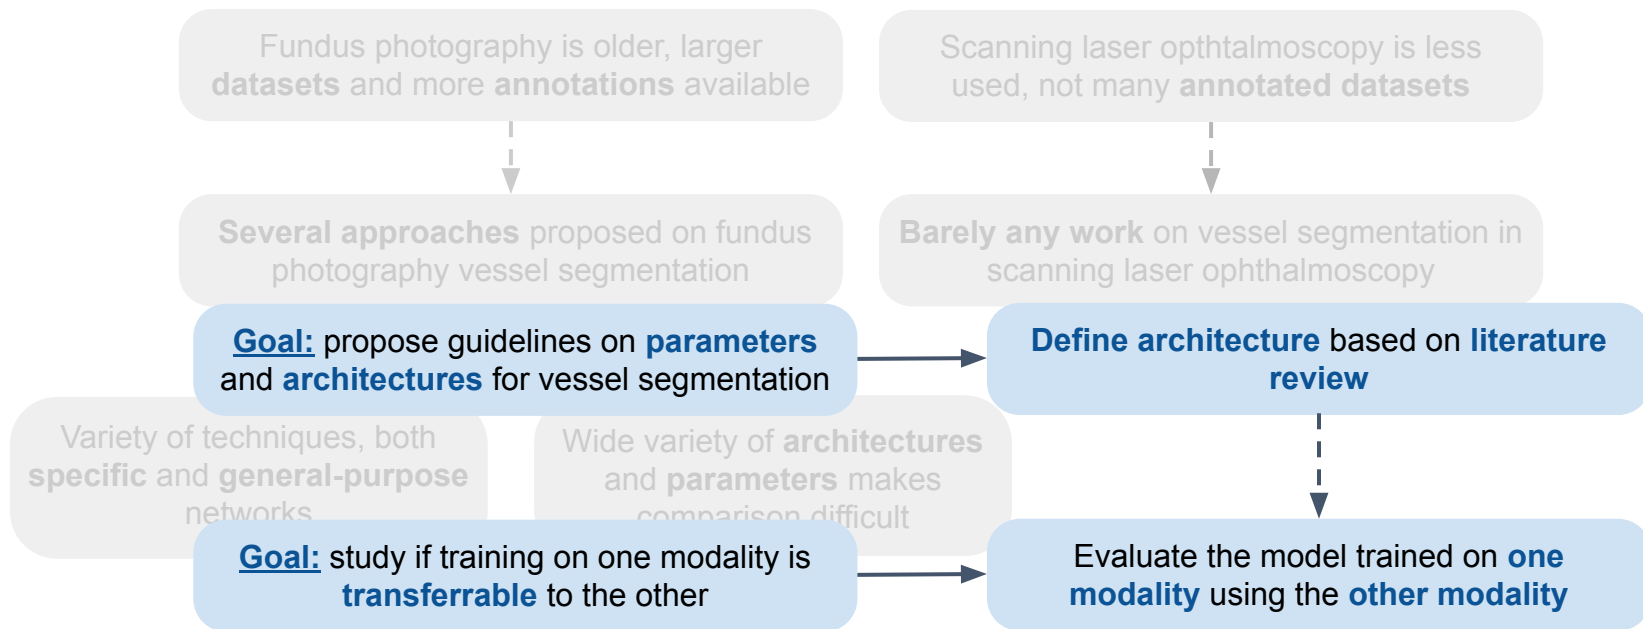 Fundus photography is older, larger
datasets and more annotations available
Scanning laser opthtalmoscopy is less
used, not many annotated datasets
Several approaches proposed on fundus
photography vessel segmentation
Barely any work on vessel segmentation in
scanning laser ophthalmoscopy
Goal: propose guidelines on parameters
and architectures for vessel segmentation
Define architecture based on literature
review
Variety of techniques, both
specific and general-purpose
networks
Wide variety of architectures
and parameters makes
comparison difficult
Goal: study if training on one modality is
transferrable to the other
Evaluate the model trained on one
modality using the other modality